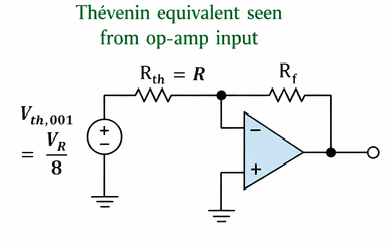 Thévenin equivalent seen
from op-amp input
R_th = R
R_f
V_th,001
= V_R/8
+
−
−
+